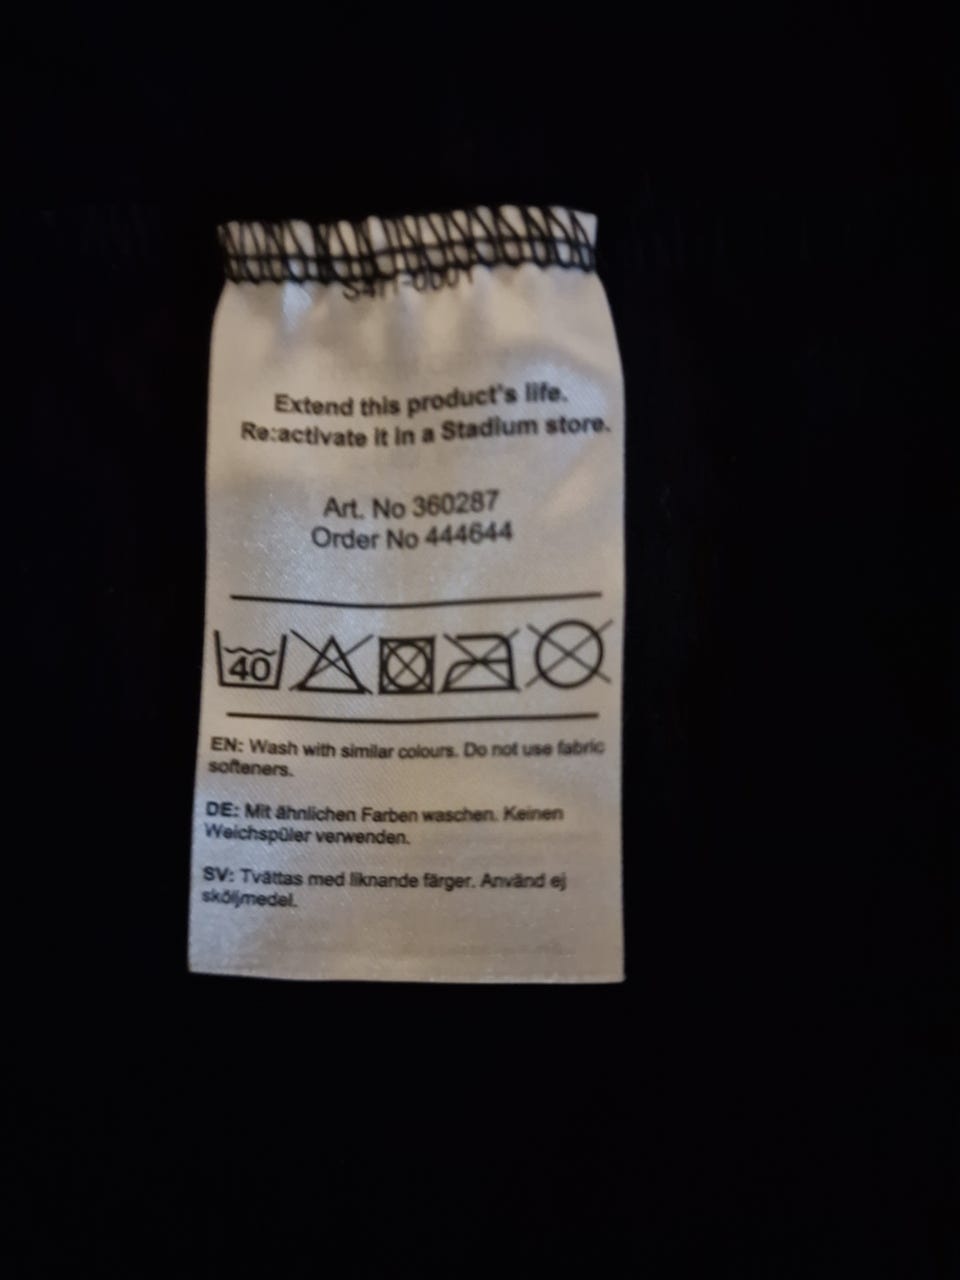 Extend this product's life.
Re:activate it in a Stadium store.
Art. No 360287
Order No 444644
40
EN: Wash with similar colours. Do not use fabric
softeners.
DE: Mit ähnlichen Farben waschen. Keinen
Weichspüler verwenden.
SV: Tvättas med liknande färger. Använd ej
sköljmedel.